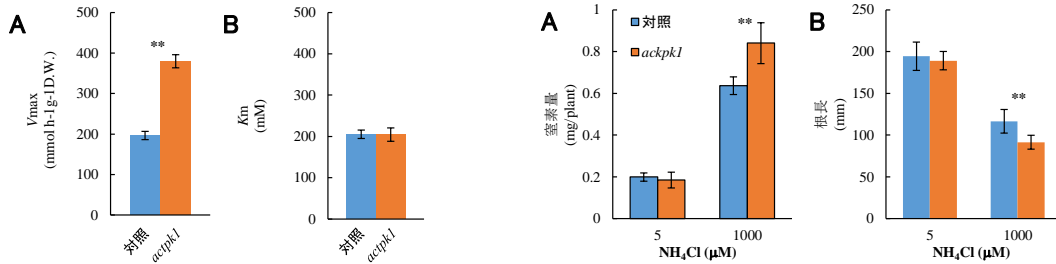 A
Vmax
(mmol h-1g-1D.W.)
500
400
300
200
100
0
**
対照
actpk1
B
Km
(mM)
500
400
300
200
100
0
対照
actpk1
A
窒素量
(mg/plant)
1
0.8
0.6
0.4
0.2
0
対照
ackpk1
**
5
1000
NH4Cl (μM)
B
根長
(mm)
250
200
150
100
50
0
**
5
1000
NH4Cl (μM)